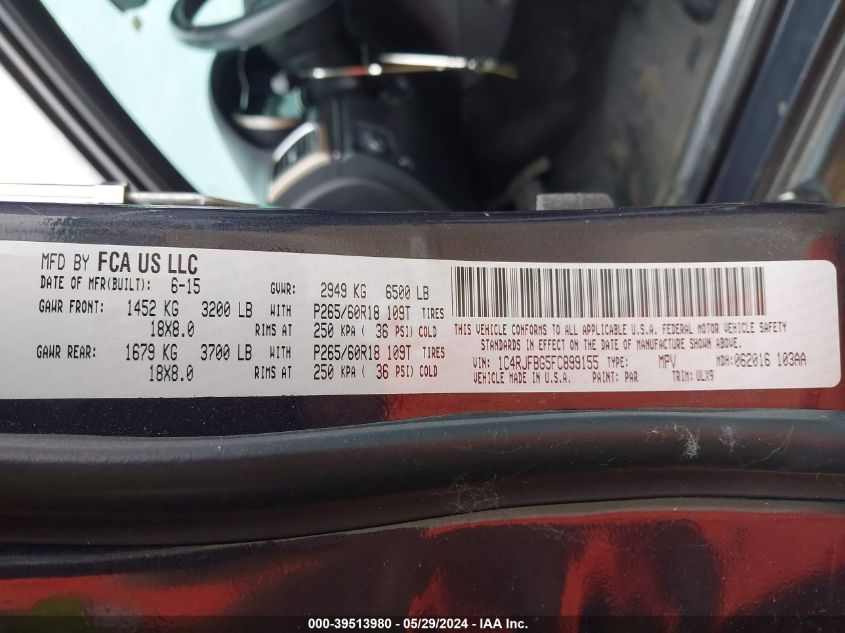 MFD BY FCA US LLC
DATE OF MFR(BUILT): 6-15 GVWR: 2949 KG 6500 LB
GAWR FRONT: 1452 KG 3200 LB WITH P265/60R18 109T TIRES
18X8.0 RIMS AT 250 KPA ( 36 PSI) COLD
GAWR REAR: 1679 KG 3700 LB WITH P265/60R18 109T TIRES
18X8.0 RIMS AT 250 KPA ( 36 PSI) COLD
THIS VEHICLE CONFORMS TO ALL APPLICABLE U.S.A. FEDERAL MOTOR VEHICLE SAFETY
STANDARDS IN EFFECT ON THE DATE OF MANUFACTURE SHOWN ABOVE.
VIN: 1C4RJFBG5FC899155 TYPE: MPV MDH: 062016 103AA
VEHICLE MADE IN U.S.A. PAINT: PAR TRIM: ULX9
000-39513980 - 05/29/2024 - IAA Inc.